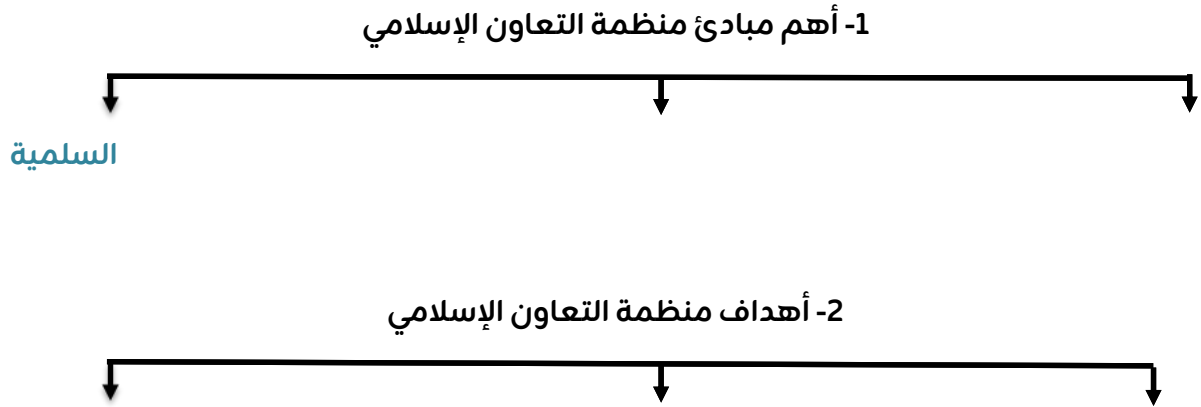 1- أهم مبادئ منظمة التعاون الإسلامي
السلمية
2- أهداف منظمة التعاون الإسلامي